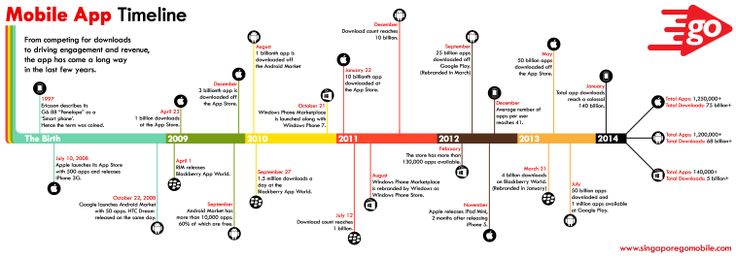 Mobile App Timeline
From competing for downloads
to driving engagement and revenue,
the app has come a long way
in the last few years.
go
1997
Ericsson describes its
GS 88 "Penelope" as a
'Smart phone'.
Hence the term was coined.
April 23
1 billion downloads
at the App Store.
December
3 billionth app is
downloaded off
the App Store.
August
1 billionth app is
downloaded off
the Android Market
October 21
Windows Phone Marketplace
is launched along with
Windows Phone 7.
January 22
10 billionth app
downloaded at
the App Store.
December
Download count reaches
10 billion.
September
25 billion apps
downloaded off
Google Play.
(Rebranded in March)
December
Average number of
apps per user
reaches 41.
May
50 billion apps
downloaded off
the App Store.
January
Total app downloads
reach a colossal
140 billion.
The Birth
2009
2010
2011
2012
2013
2014
Total Apps: 1,250,000+
Total Downloads: 75 billion+
Total Apps: 1,200,000+
Total Downloads: 68 billion+
Total Apps: 140,000+
Total Downloads: 5 billion+
July 10, 2008
Apple launches its App Store
with 500 apps and releases
iPhone 3G.
October 22, 2008
Google launches Android Market
with 50 apps. HTC Dream
released on the same day.
April 1
RIM releases
Blackberry App World.
September
Android Market has
more than 10,000 apps,
60% of which are free.
September 27
1.5 million downloads a
day at the Blackberry
App World.
July 12
Download count reaches
1 billion.
August
Windows Phone Marketplace
is rebranded by Windows as
Windows Phone Store.
February
The store has more than
130,000 apps available.
November
Apple releases iPad Mini,
2 months after releasing
iPhone 5.
March 21
4 billion downloads
on Blackberry World.
(Rebranded in January)
July
50 billion apps
downloaded and
1 million apps available
at Google Play.
www.singaporegomobile.com